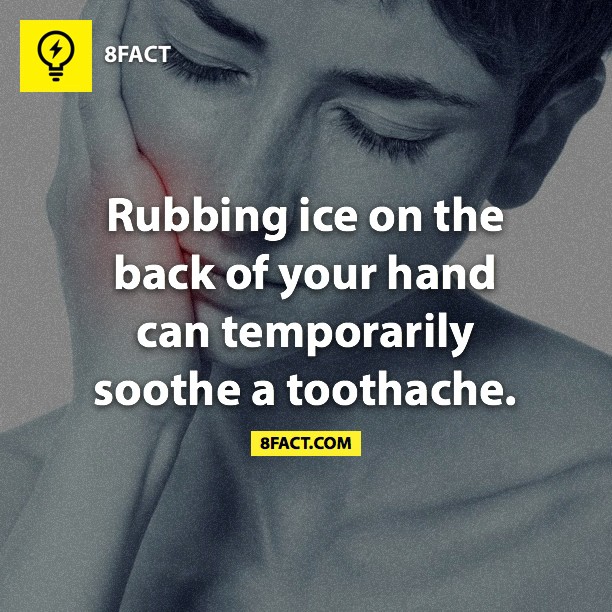 8FACT
Rubbing ice on the
back of your hand
can temporarily
soothe a toothache.
8FACT.COM